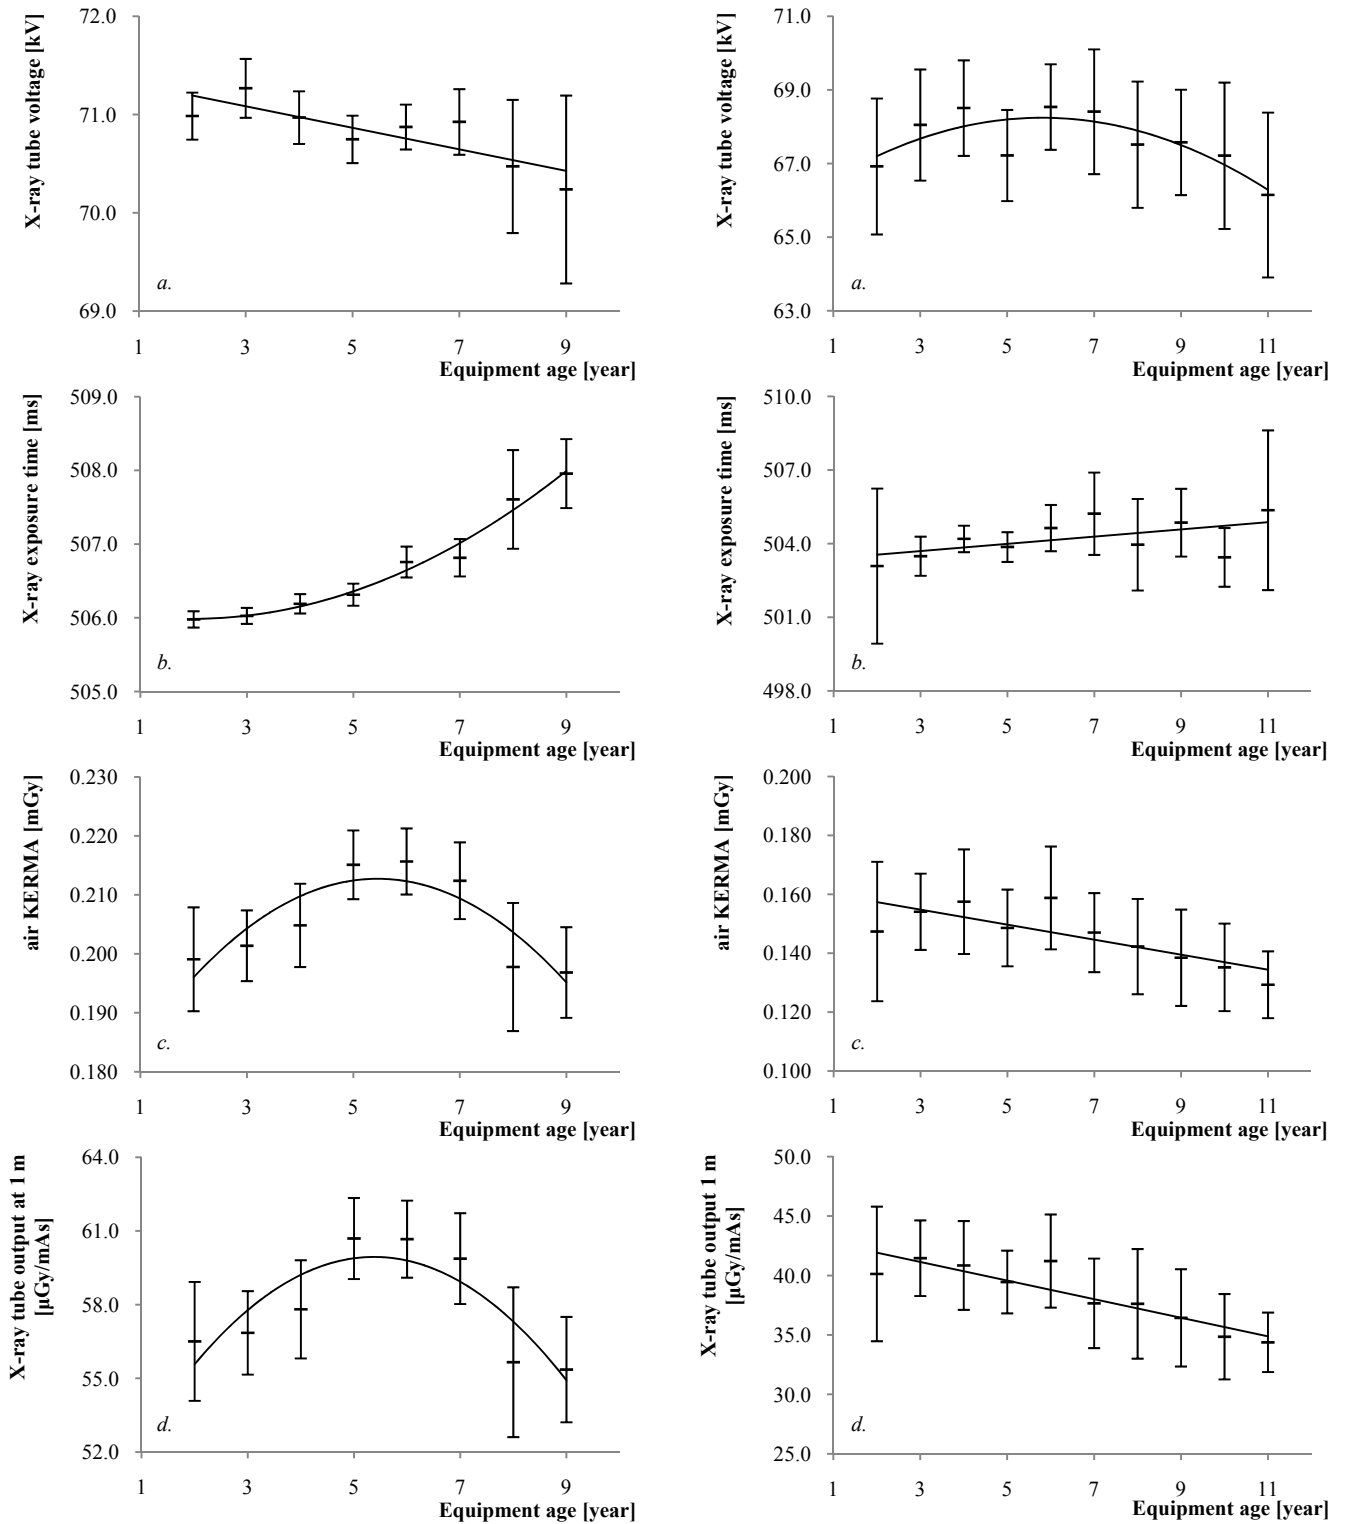 X-ray tube voltage [kV]
72.0
71.0
70.0
69.0
a.
1 3 5 7 9
Equipment age [year]
X-ray tube voltage [kV]
71.0
69.0
67.0
65.0
63.0
a.
1 3 5 7 9 11
Equipment age [year]
X-ray exposure time [ms]
509.0
508.0
507.0
506.0
505.0
b.
1 3 5 7 9
Equipment age [year]
X-ray exposure time [ms]
510.0
507.0
504.0
501.0
498.0
b.
1 3 5 7 9 11
Equipment age [year]
air KERMA [mGy]
0.230
0.220
0.210
0.200
0.190
0.180
c.
1 3 5 7 9
Equipment age [year]
air KERMA [mGy]
0.200
0.180
0.160
0.140
0.120
0.100
c.
1 3 5 7 9 11
Equipment age [year]
X-ray tube output at 1 m
[µGy/mAs]
64.0
61.0
58.0
55.0
52.0
d.
1 3 5 7 9
Equipment age [year]
X-ray tube output 1 m
[µGy/mAs]
50.0
45.0
40.0
35.0
30.0
25.0
d.
1 3 5 7 9 11
Equipment age [year]